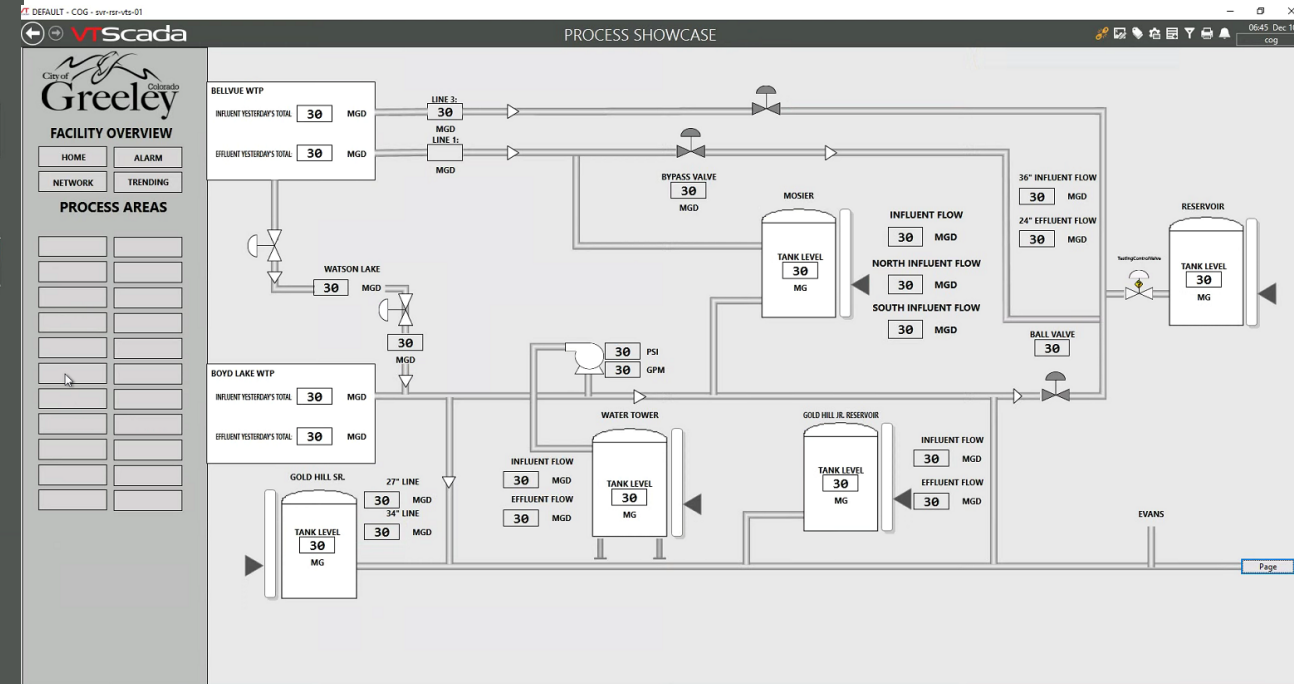 VT DEFAULT - COG - svr-rsr-vts-01
VTScada
PROCESS SHOWCASE
06:45 Dec 1
cog
City of
Greeley
Colorado
FACILITY OVERVIEW
HOME
ALARM
NETWORK
TRENDING
PROCESS AREAS
BELLVUE WTP
INFLUENT YESTERDAY'S TOTAL 30 MGD
EFFLUENT YESTERDAY'S TOTAL: 30 MGD
LINE 3:
30
MGD
LINE 1:
MGD
BYPASS VALVE
30
MGD
MOSIER
TANK LEVEL
30
MG
INFLUENT FLOW
30 MGD
NORTH INFLUENT FLOW
30 MGD
SOUTH INFLUENT FLOW
30 MGD
36" INFLUENT FLOW
30 MGD
24" EFFLUENT FLOW
30 MGD
RESERVOIR
TANK LEVEL
30
MG
TestingControlValve
?
WATSON LAKE
30 MGD
30
MGD
BALL VALVE
30
BOYD LAKE WTP
INFLUENT YESTERDAY'S TOTAL 30 MGD
EFFLUENT YESTERDAY'S TOTAL: 30 MGD
30 PSI
30 GPM
WATER TOWER
TANK LEVEL
30
MG
INFLUENT FLOW
30 MGD
EFFLUENT FLOW
30 MGD
GOLD HILL JR. RESERVOIR
TANK LEVEL
30
MG
INFLUENT FLOW
30 MGD
EFFLUENT FLOW
30 MGD
GOLD HILL SR.
TANK LEVEL
30
MG
27" LINE
30 MGD
34" LINE
30 MGD
EVANS
Page